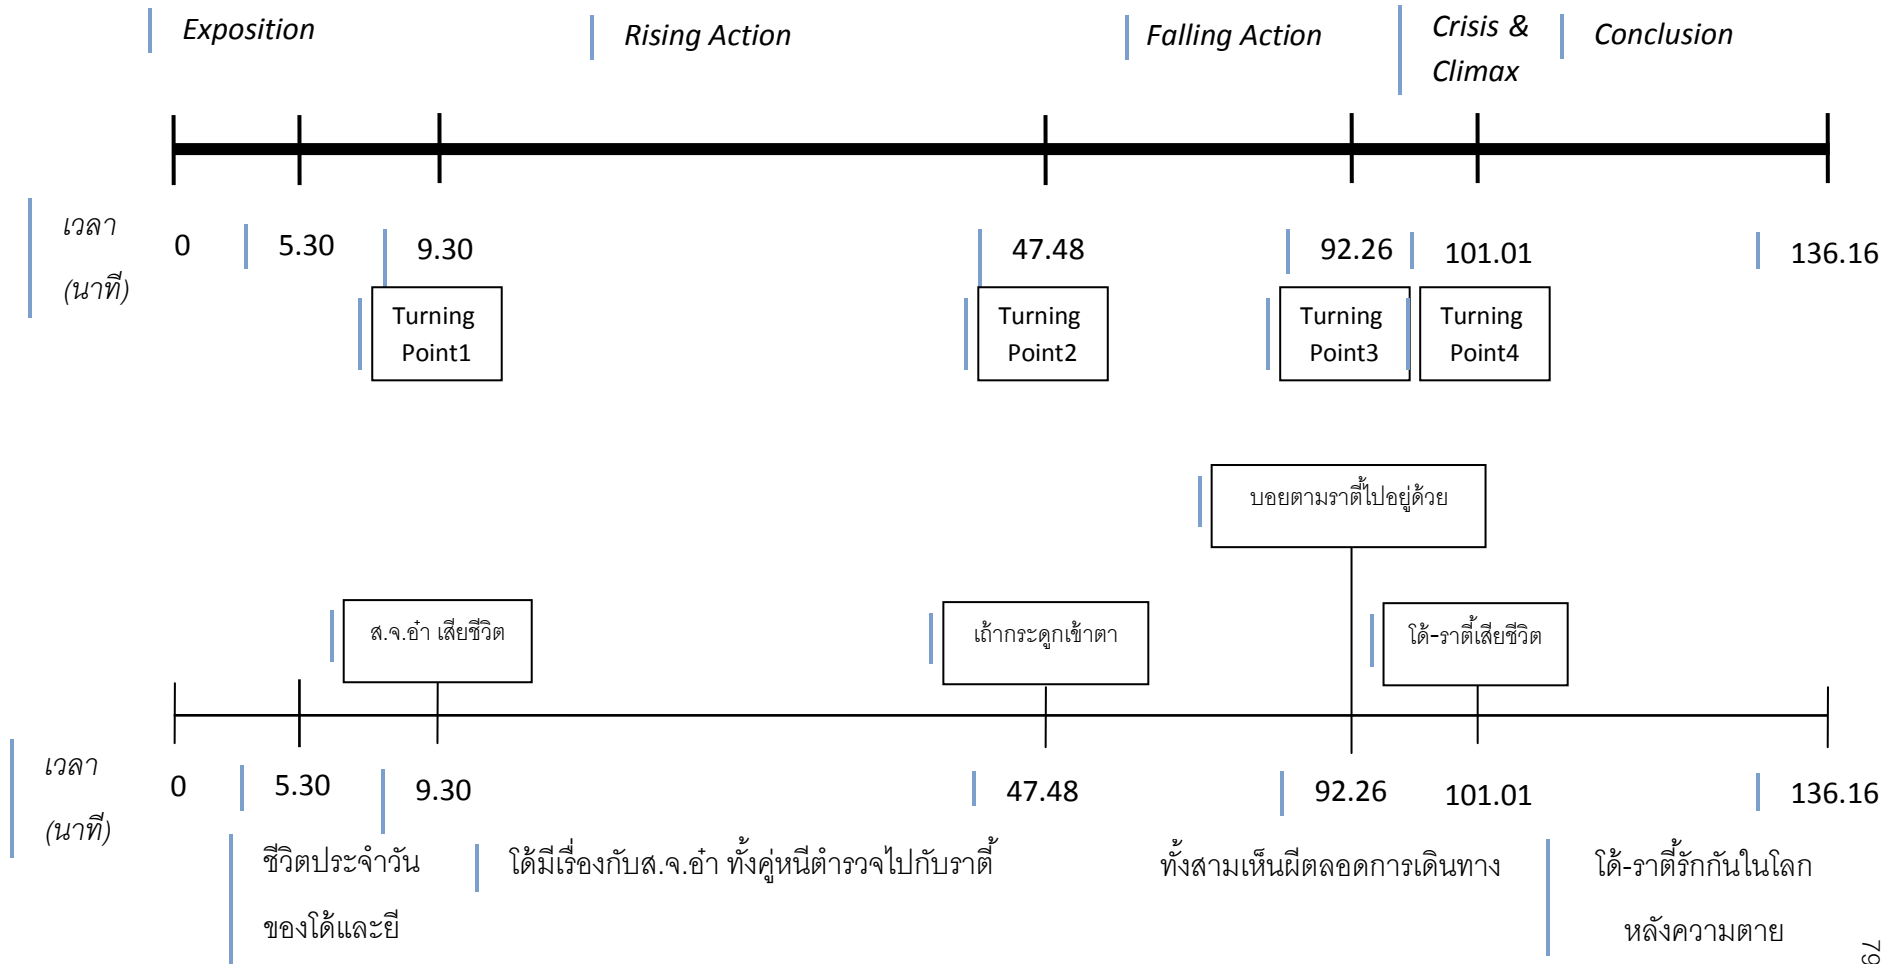 Exposition
Rising Action
Falling Action
Crisis &
Climax
Conclusion
เวลา
(นาที)
0
5.30
9.30
47.48
92.26
101.01
136.16
Turning
Point1
Turning
Point2
Turning
Point3
Turning
Point4
บอยตามราตี้ไปอยู่ด้วย
ส.จ.อ๋า เสียชีวิต
เถ้ากระดูกเข้าตา
โด้-ราตี้เสียชีวิต
เวลา
(นาที)
0
5.30
9.30
47.48
92.26
101.01
136.16
ชีวิตประจำวัน
ของโด้และยี
โด้มีเรื่องกับส.จ.อ๋า ทั้งคู่หนีตำรวจไปกับราตี้
ทั้งสามเห็นผีตลอดการเดินทาง
โด้-ราตี้รักกันในโลก
หลังความตาย
79